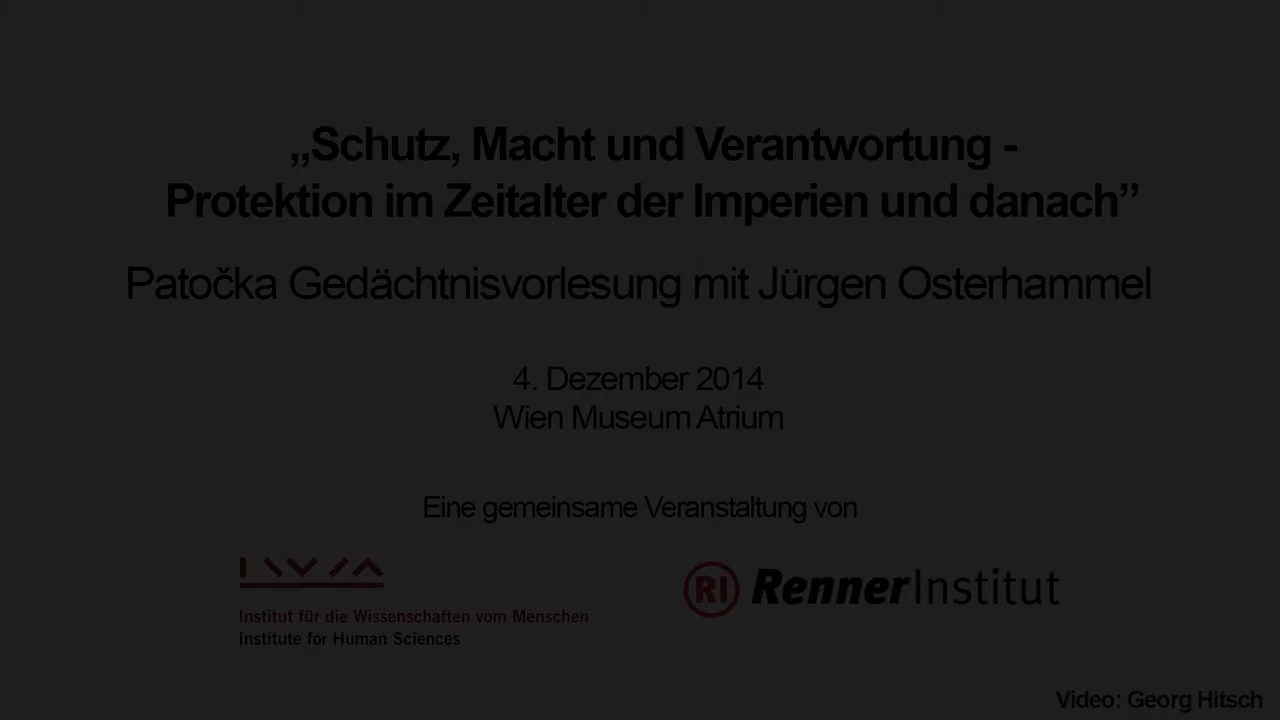 „Schutz, Macht und Verantwortung -
Protektion im Zeitalter der Imperien und danach”
Patočka Gedächtnisvorlesung mit Jürgen Osterhammel
4. Dezember 2014
Wien Museum Atrium
Eine gemeinsame Veranstaltung von
Institut für die Wissenschaften vom Menschen
Institute for Human Sciences
RI RennerInstitut
Video: Georg Hitsch